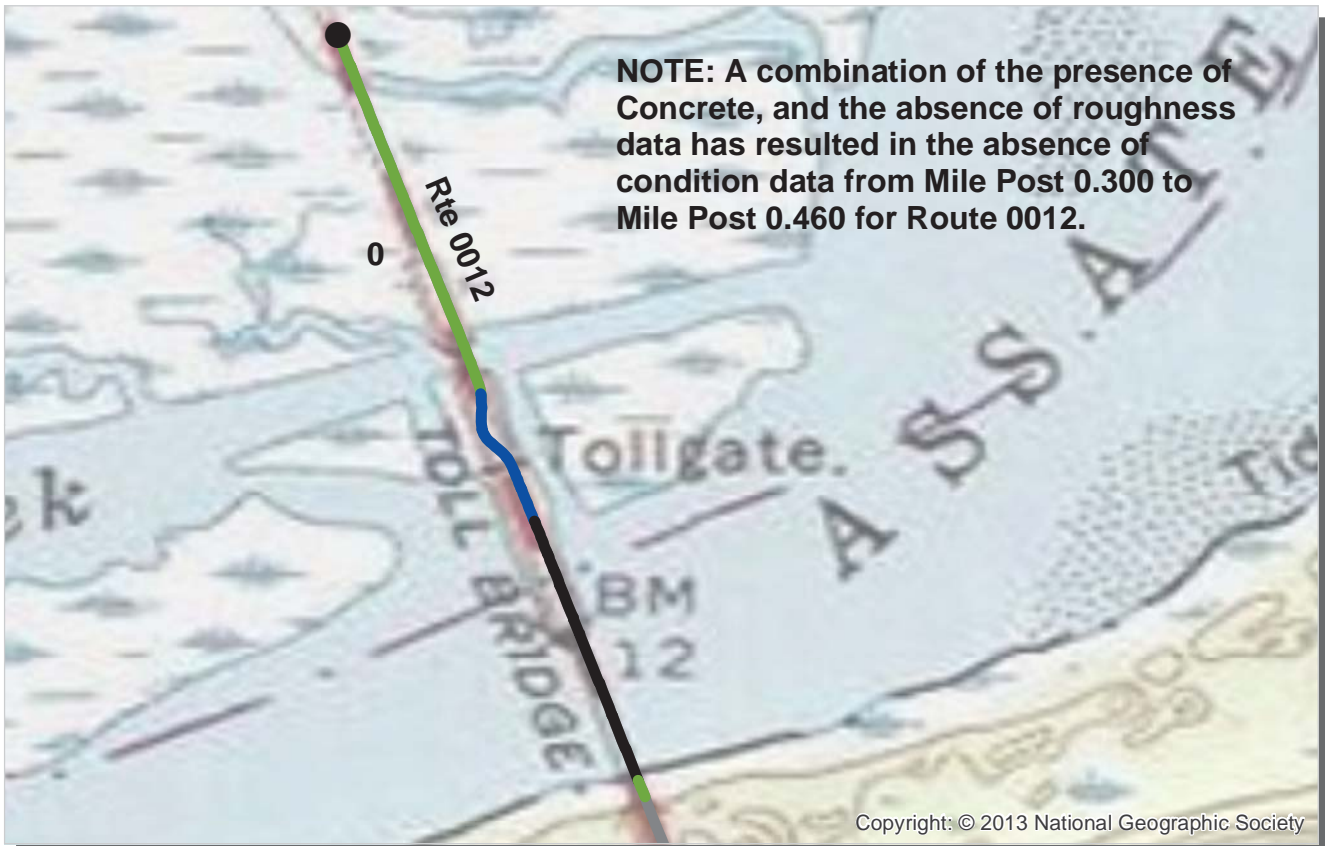 NOTE: A combination of the presence of
Concrete, and the absence of roughness
data has resulted in the absence of
condition data from Mile Post 0.300 to
Mile Post 0.460 for Route 0012.
Rte 0012
0
ASSATE
Tollgate.
TOLL BRIDGE
ek
Tid
BM
12
Copyright: © 2013 National Geographic Society